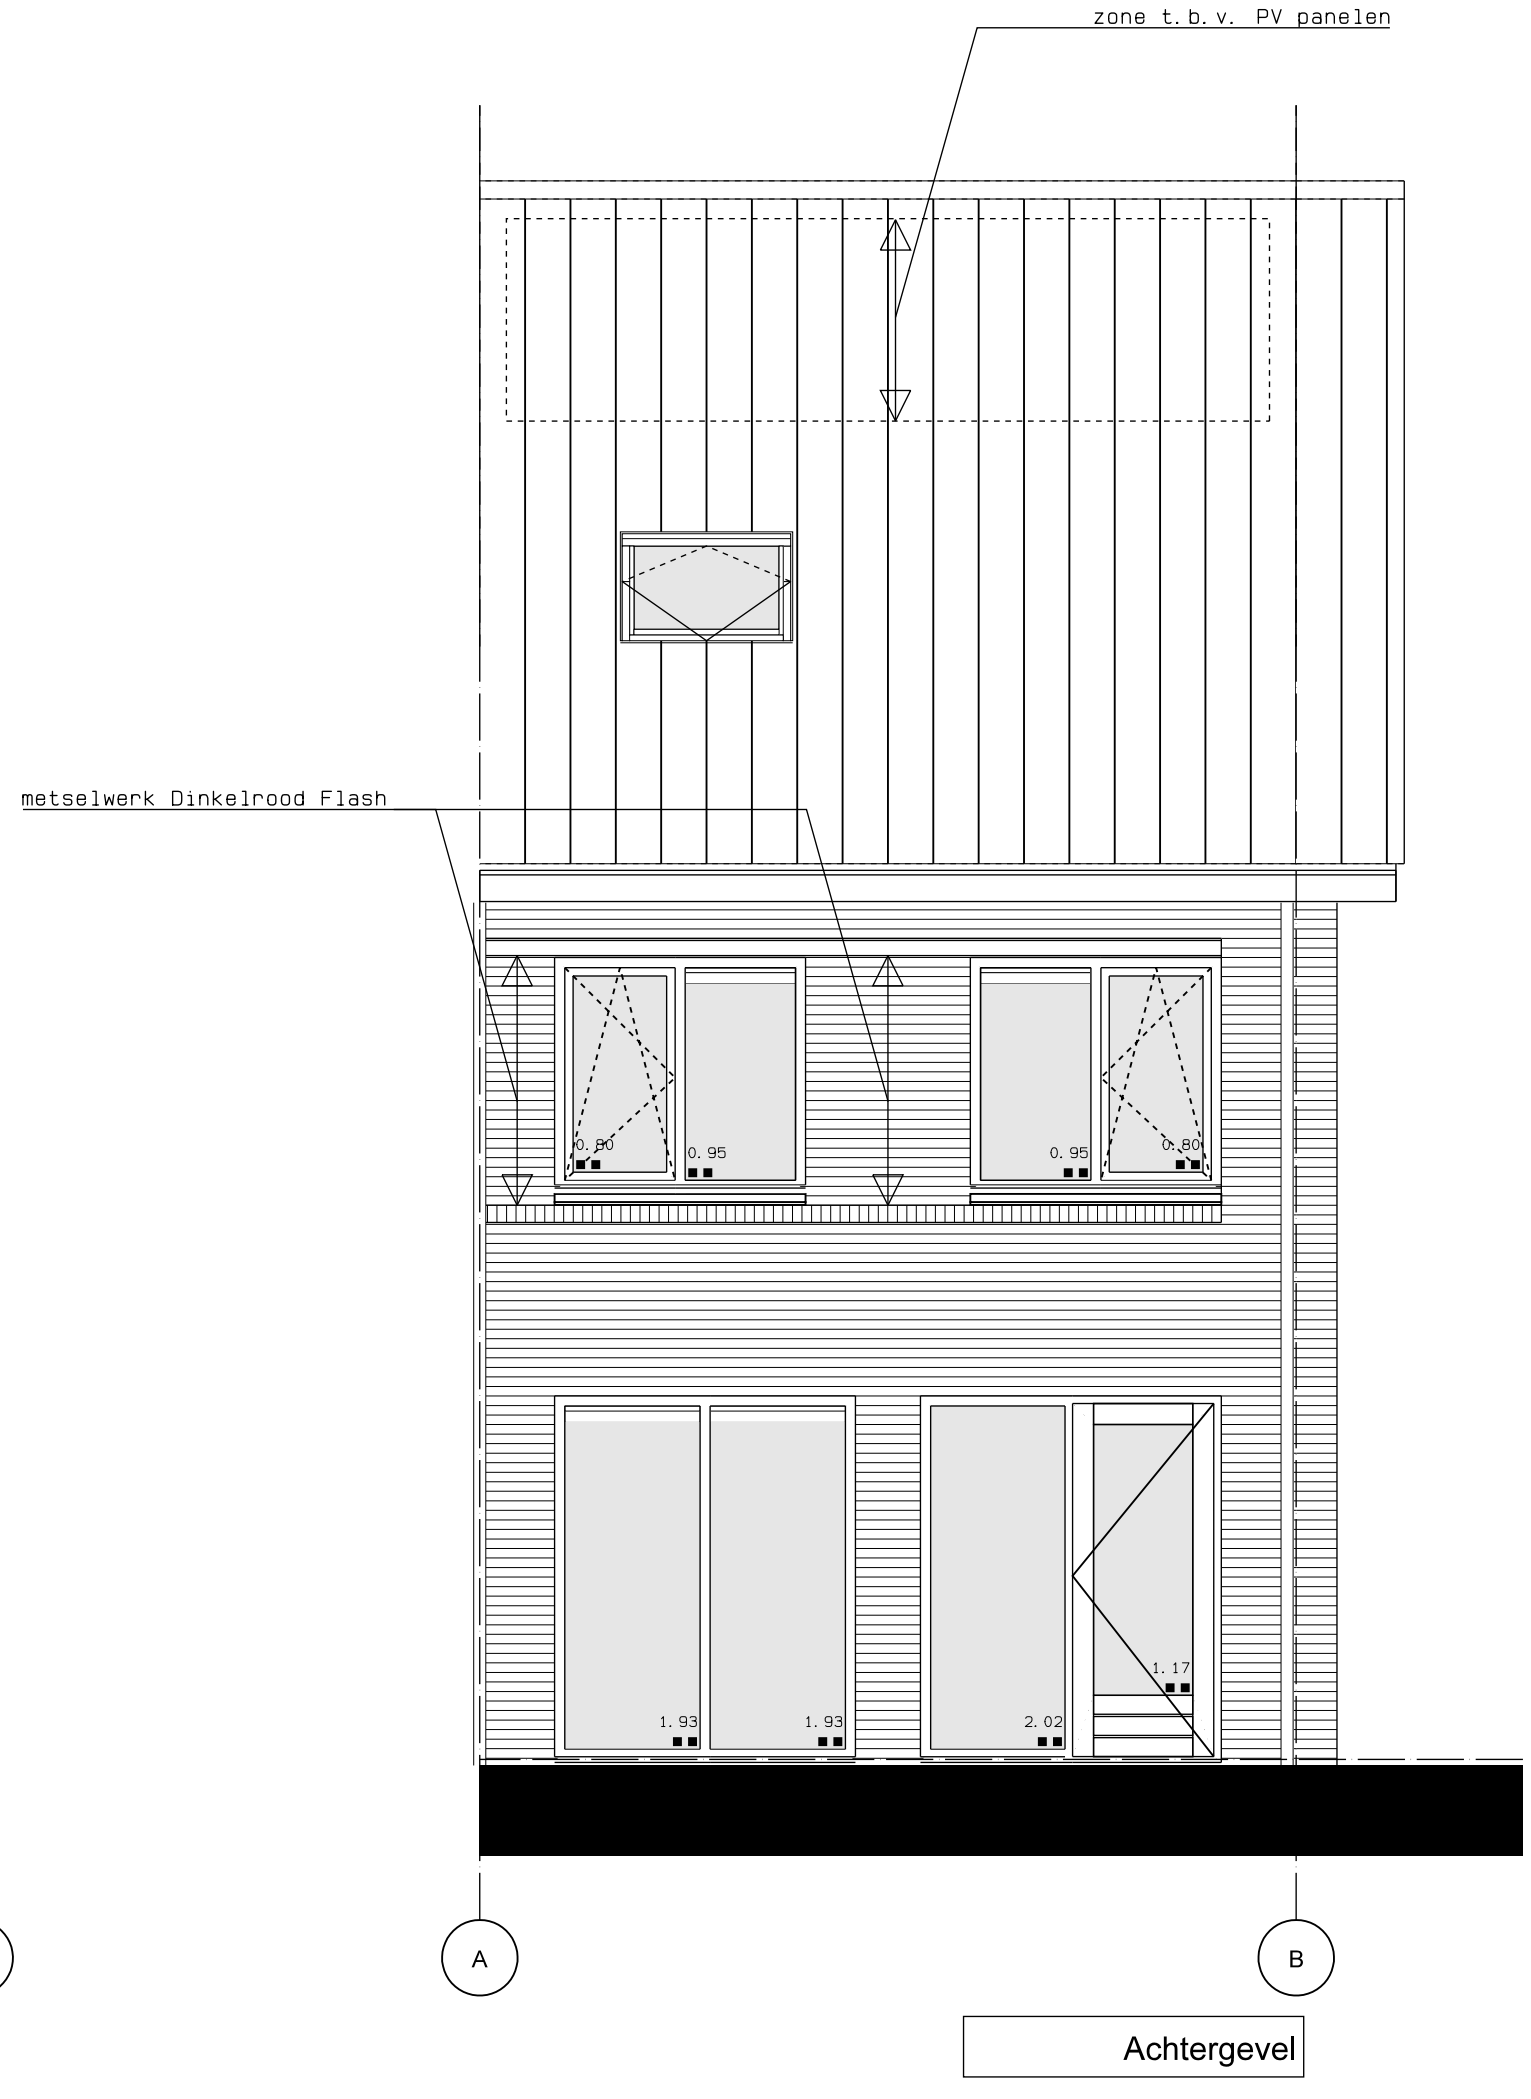 zone t.b.v. PV panelen
metselwerk Dinkelrood Flash
0.80
0.95
0.95
0.80
1.17
1.93
1.93
2.02
A
B
Achtergevel